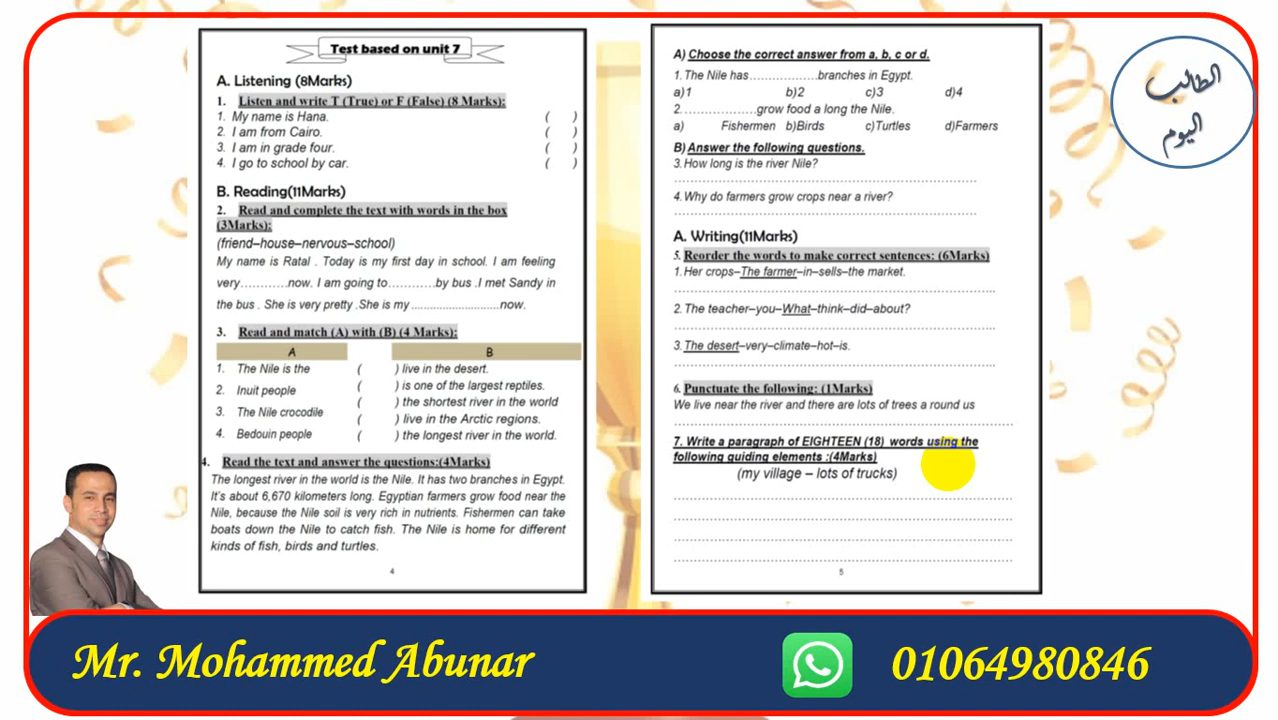 Test based on unit 7
A. Listening (8Marks)
1. Listen and write T (True) or F (False) (8 Marks):
1. My name is Hana. ( )
2. I am from Cairo. ( )
3. I am in grade four. ( )
4. I go to school by car. ( )
B. Reading(11Marks)
2. Read and complete the text with words in the box
(3Marks):
(friend–house–nervous–school)
My name is Ratal . Today is my first day in school. I am feeling
very............now. I am going to............by bus .I met Sandy in
the bus . She is very pretty .She is my ...........................now.
3. Read and match (A) with (B) (4 Marks):
A B
1. The Nile is the ( ) live in the desert.
2. Inuit people ( ) is one of the largest reptiles.
( ) the shortest river in the world
3. The Nile crocodile ( ) live in the Arctic regions.
4. Bedouin people ( ) the longest river in the world.
4. Read the text and answer the questions:(4Marks)
The longest river in the world is the Nile. It has two branches in Egypt.
It's about 6,670 kilometers long. Egyptian farmers grow food near the
Nile, because the Nile soil is very rich in nutrients. Fishermen can take
boats down the Nile to catch fish. The Nile is home for different
kinds of fish, birds and turtles.
4
A) Choose the correct answer from a, b, c or d.
1. The Nile has....................branches in Egypt.
a)1 b)2 c)3 d)4
2.......................grow food a long the Nile.
a) Fishermen b)Birds c)Turtles d)Farmers
B) Answer the following questions.
3. How long is the river Nile?
4. Why do farmers grow crops near a river?
A. Writing(11Marks)
5. Reorder the words to make correct sentences: (6Marks)
1. Her crops–The farmer–in–sells–the market.
2. The teacher–you–What–think–did–about?
3. The desert–very–climate–hot–is.
6. Punctuate the following: (1Marks)
We live near the river and there are lots of trees a round us
7. Write a paragraph of EIGHTEEN (18) words using the
following guiding elements :(4Marks)
(my village – lots of trucks)
5
الطالب
اليوم
Mr. Mohammed Abunar
01064980846